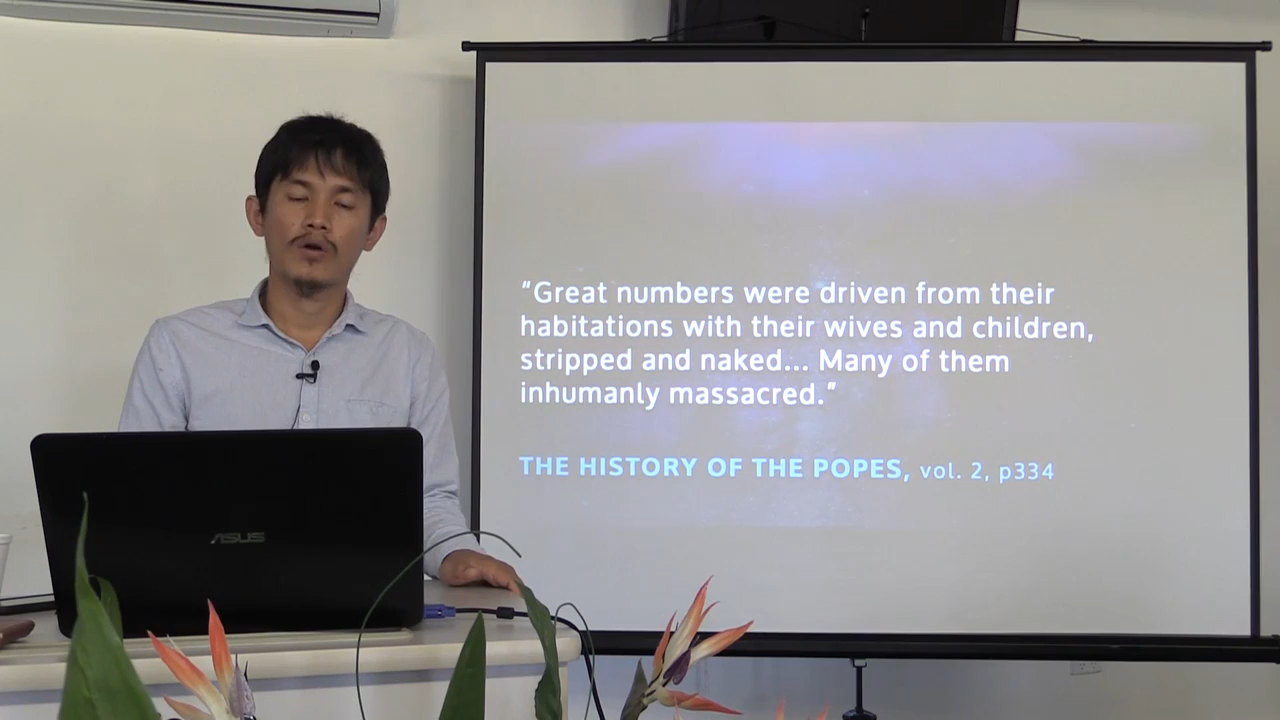 “Great numbers were driven from their
habitations with their wives and children,
stripped and naked... Many of them
inhumanly massacred.”
THE HISTORY OF THE POPES, vol. 2, p334
ASUS